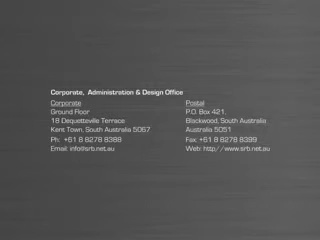 Corporate, Administration & Design Office
Corporate
Ground Floor
18 Dequetteville Terrace
Kent Town, South Australia 5067
Ph: +61 8 8278 8388
Email: info@srb.net.au
Postal
P.O. Box 421,
Blackwood, South Australia
Australia 5051
Fax: +61 8 8278 8399
Web: http//www.srb.net.au